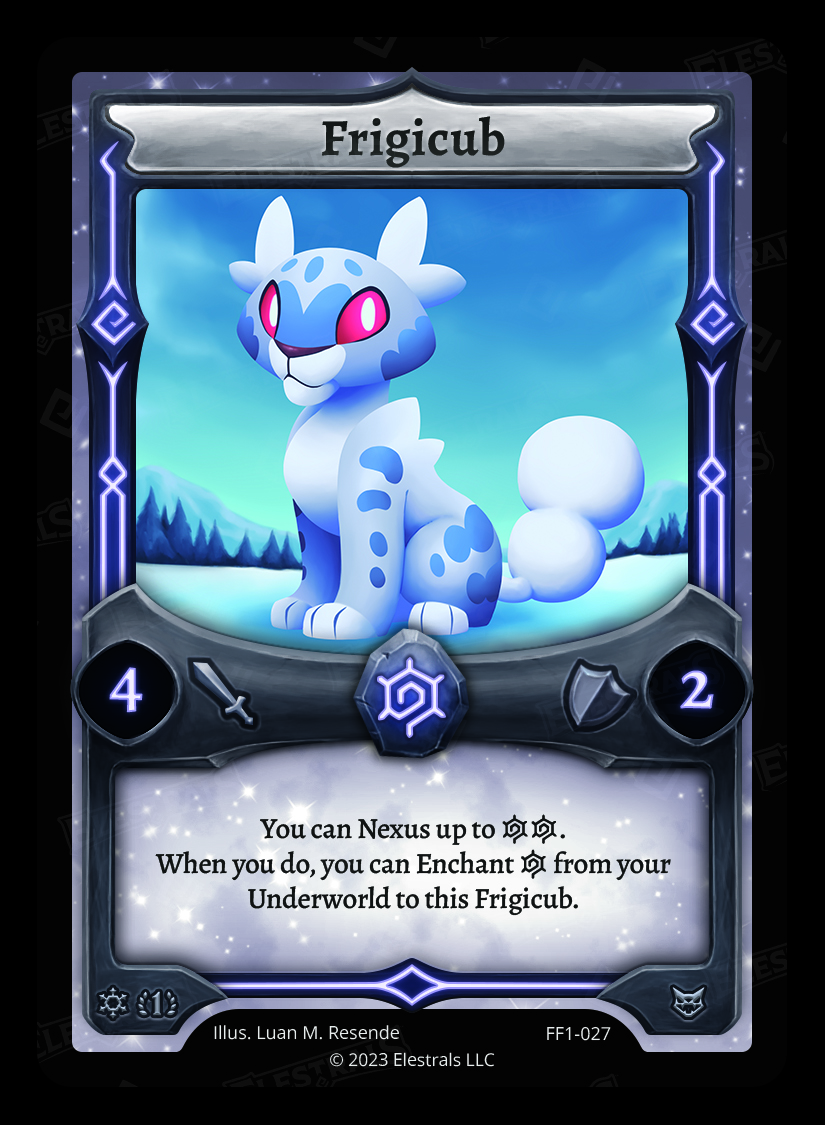 Frigicub
4
2
You can Nexus up to .
When you do, you can Enchant from your
Underworld to this Frigicub.
1
Illus. Luan M. Resende
FF1-027
© 2023 Elestrals LLC